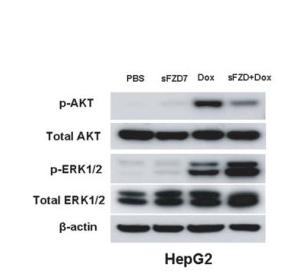 PBS sFZD7 Dox sFZD+Dox
p-AKT
Total AKT
p-ERK1/2
Total ERK1/2
β-actin
HepG2